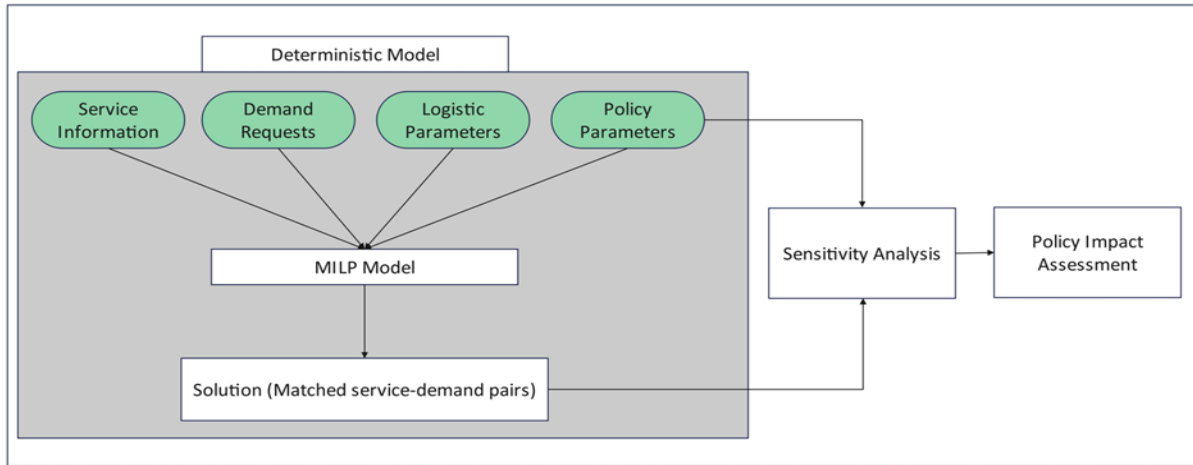 Deterministic Model
Service
Information
Demand
Requests
Logistic
Parameters
Policy
Parameters
MILP Model
Sensitivity Analysis
Policy Impact
Assessment
Solution (Matched service-demand pairs)